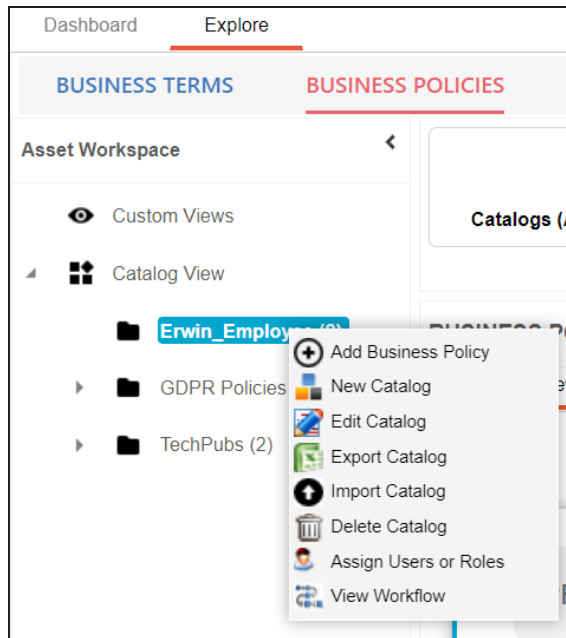 Dashboard Explore
BUSINESS TERMS BUSINESS POLICIES
Asset Workspace
Custom Views
Catalogs (
Catalog View
Erwin_Employee
Add Business Policy
New Catalog
GDPR Policies
Edit Catalog
Export Catalog
TechPubs (2)
Import Catalog
Delete Catalog
Assign Users or Roles
View Workflow